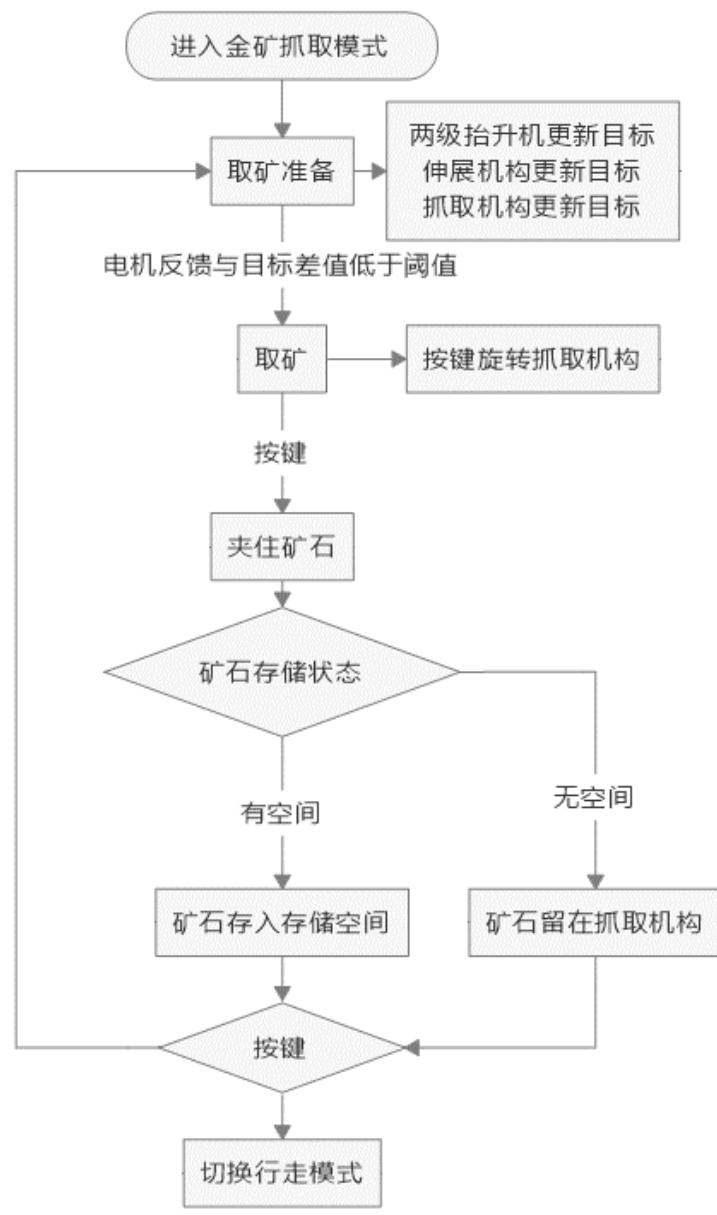 进入金矿抓取模式
取矿准备
两级抬升机更新目标
伸展机构更新目标
抓取机构更新目标
电机反馈与目标差值低于阈值
取矿
按键旋转抓取机构
按键
夹住矿石
矿石存储状态
有空间
无空间
矿石存入存储空间
矿石留在抓取机构
按键
切换行走模式